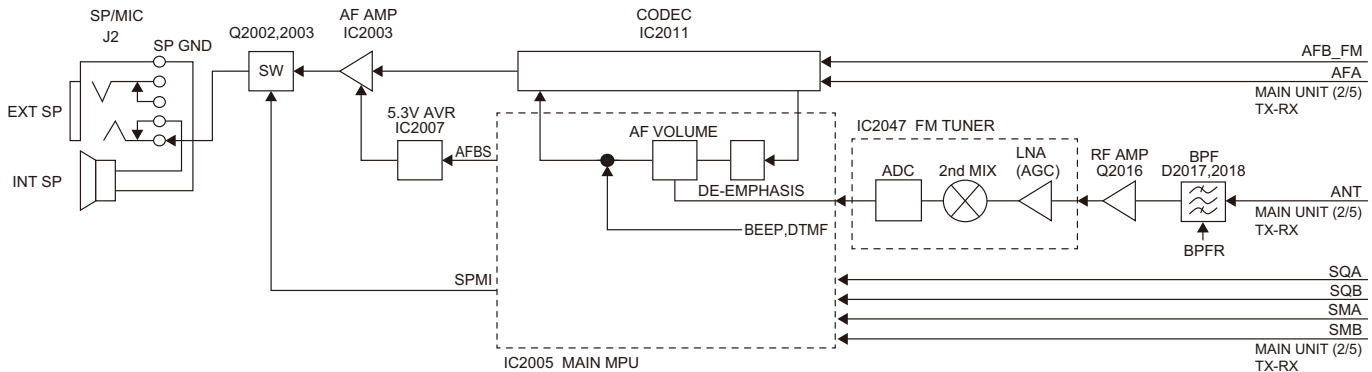 SP/MIC
J2
SP GND
EXT SP
INT SP
Q2002,2003
SW
AF AMP
IC2003
5.3V AVR
IC2007
AFBS
SPMI
CODEC
IC2011
AF VOLUME
DE-EMPHASIS
BEEP,DTMF
IC2005 MAIN MPU
IC2047 FM TUNER
ADC
2nd MIX
LNA
(AGC)
RF AMP
Q2016
BPF
D2017,2018
BPFR
AFB_FM
AFA
MAIN UNIT (2/5)
TX-RX
ANT
MAIN UNIT (2/5)
TX-RX
SQA
SQB
SMA
SMB
MAIN UNIT (2/5)
TX-RX